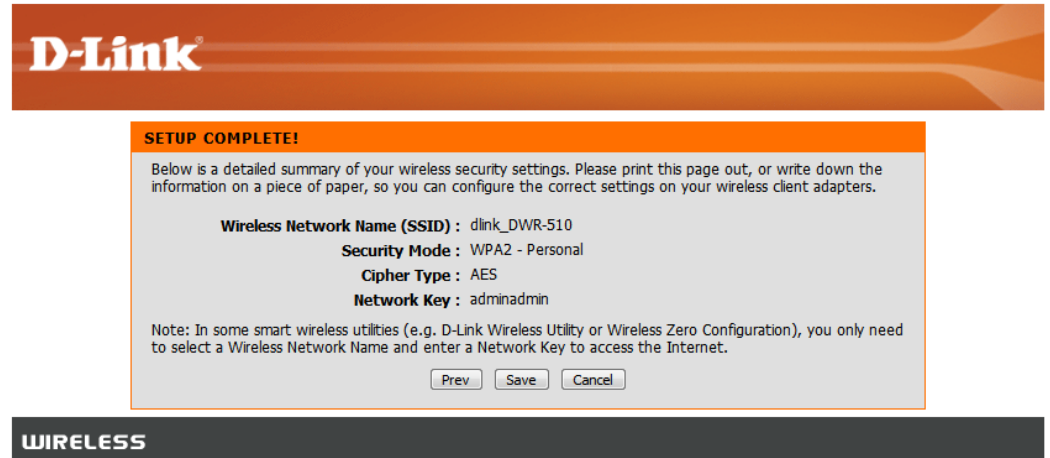 D-Link®
SETUP COMPLETE!
Below is a detailed summary of your wireless security settings. Please print this page out, or write down the
information on a piece of paper, so you can configure the correct settings on your wireless client adapters.
Wireless Network Name (SSID) : dlink_DWR-510
Security Mode : WPA2 - Personal
Cipher Type : AES
Network Key : adminadmin
Note: In some smart wireless utilities (e.g. D-Link Wireless Utility or Wireless Zero Configuration), you only need
to select a Wireless Network Name and enter a Network Key to access the Internet.
Prev Save Cancel
WIRELESS